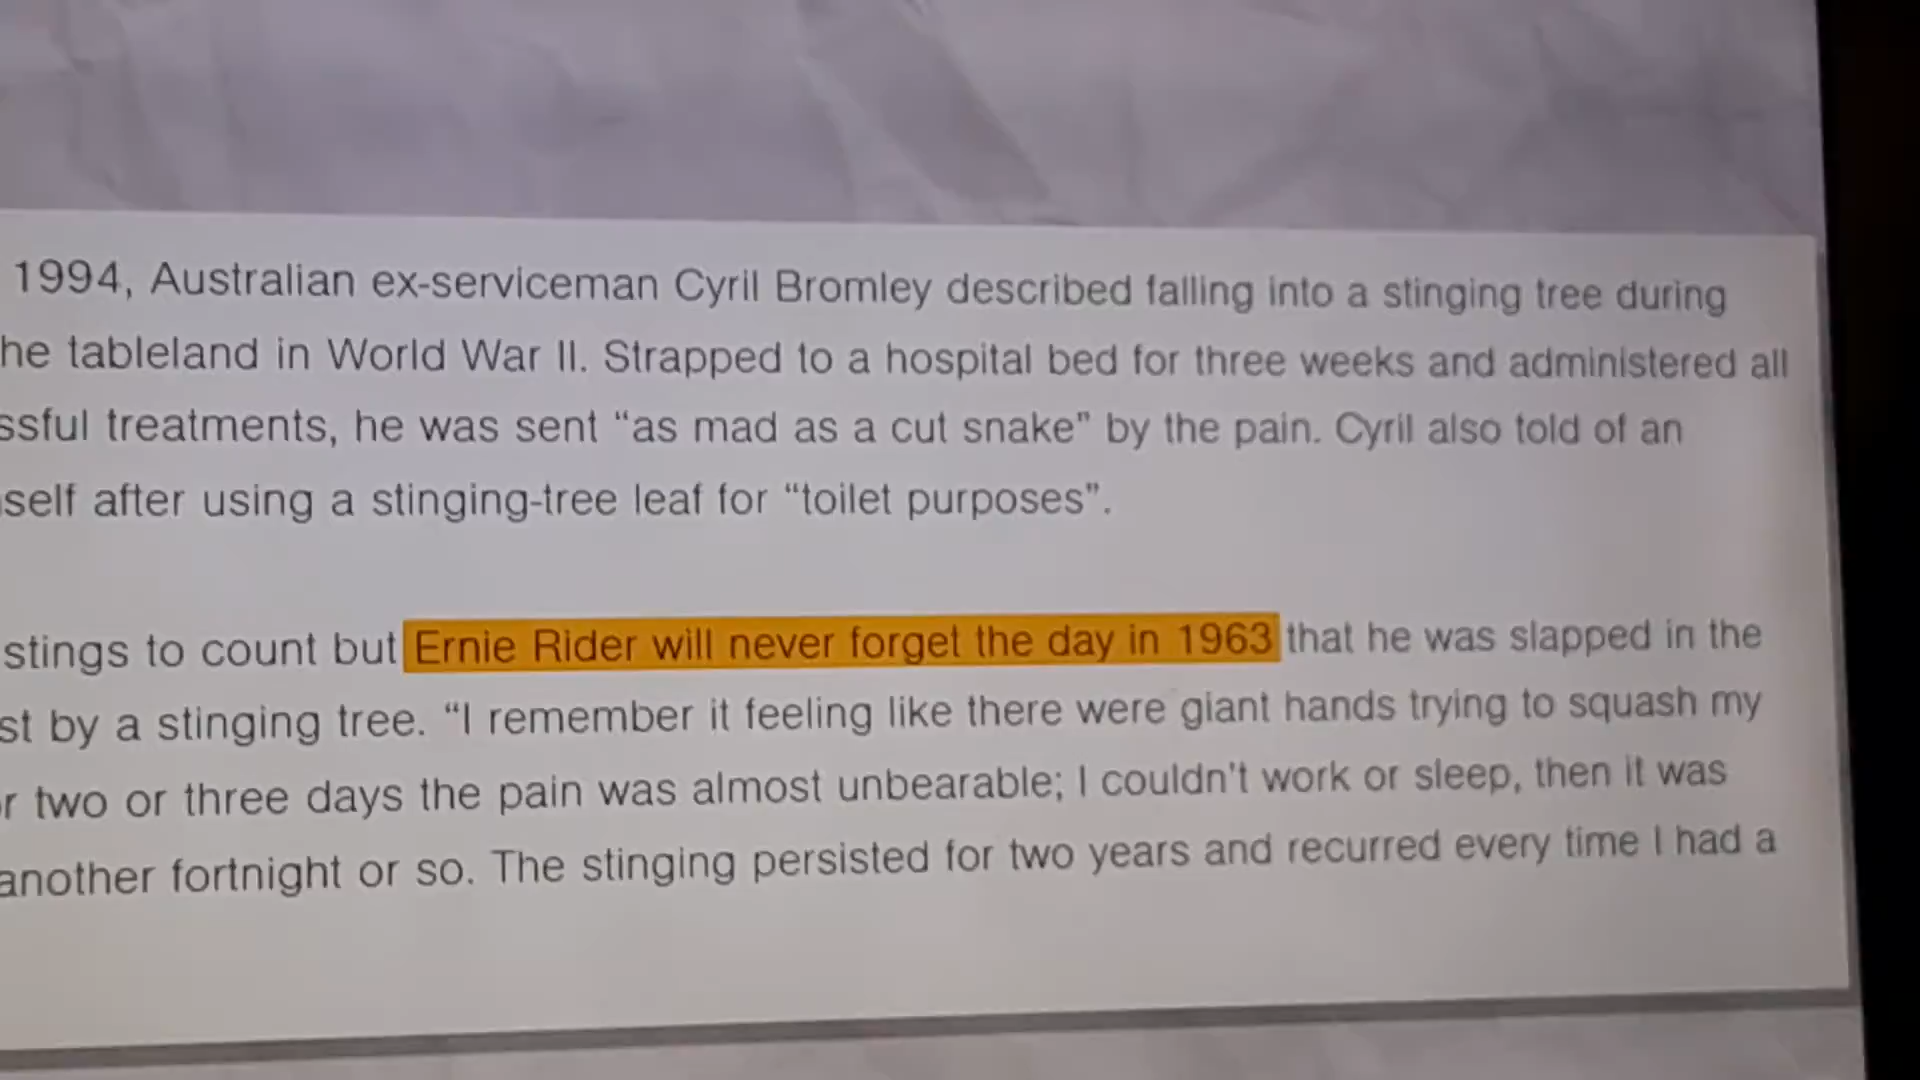 1994, Australian ex-serviceman Cyril Bromley described falling into a stinging tree during
he tableland in World War II. Strapped to a hospital bed for three weeks and administered all
ssful treatments, he was sent “as mad as a cut snake” by the pain. Cyril also told of an
self after using a stinging-tree leaf for “toilet purposes”.
stings to count but Ernie Rider will never forget the day in 1963 that he was slapped in the
st by a stinging tree. “I remember it feeling like there were giant hands trying to squash my
r two or three days the pain was almost unbearable; I couldn't work or sleep, then it was
another fortnight or so. The stinging persisted for two years and recurred every time I had a